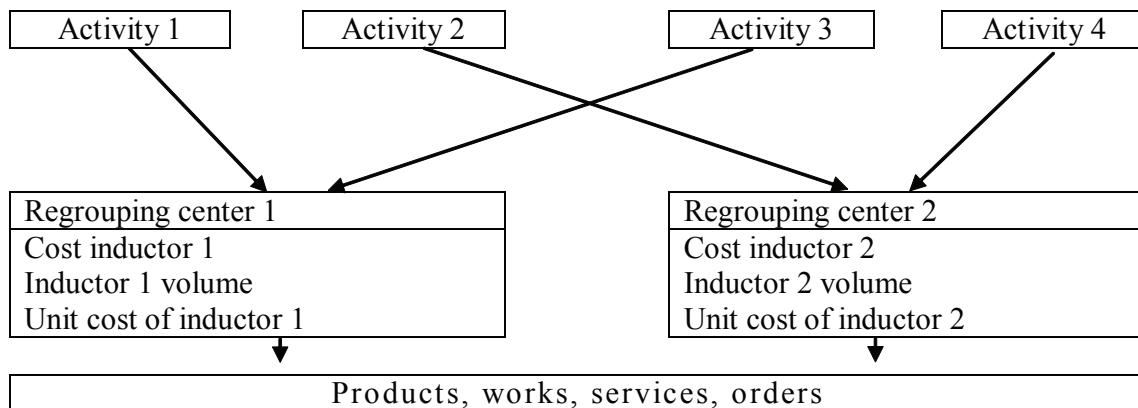 Activity 1
Activity 2
Activity 3
Activity 4
Regrouping center 1
Cost inductor 1
Inductor 1 volume
Unit cost of inductor 1
Regrouping center 2
Cost inductor 2
Inductor 2 volume
Unit cost of inductor 2
Products, works, services, orders